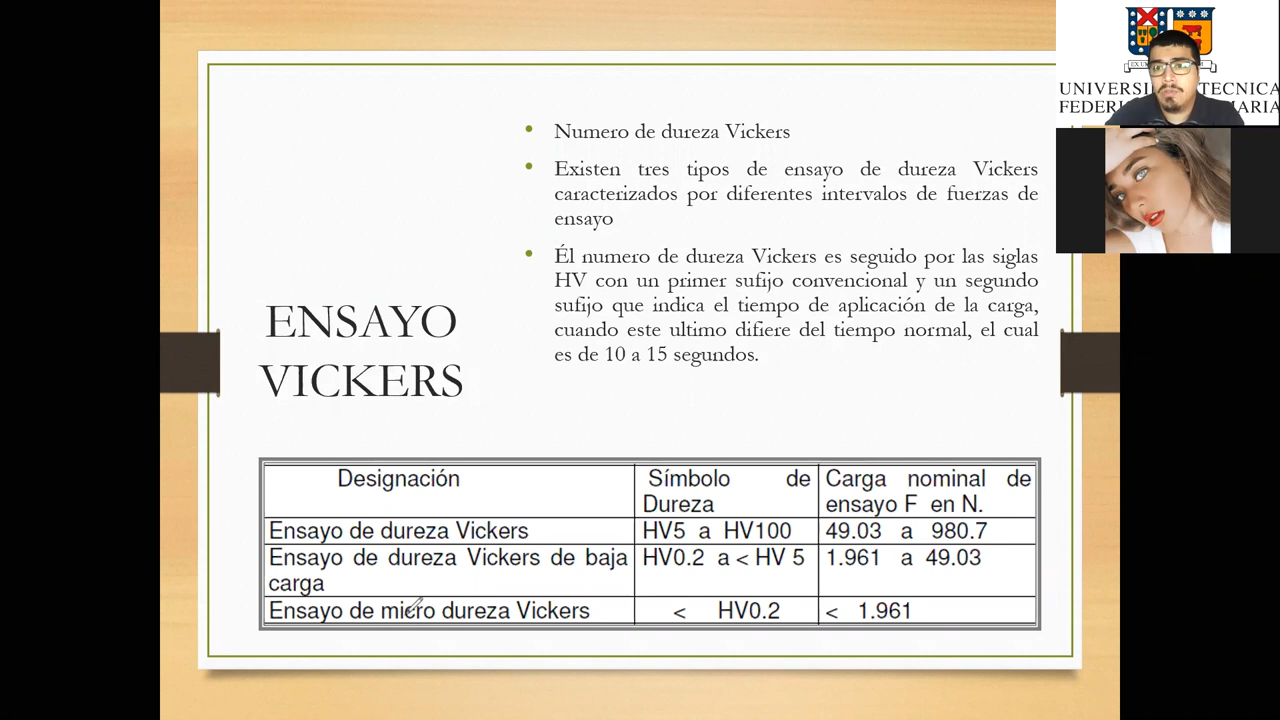 Numero de dureza Vickers
Existen tres tipos de ensayo de dureza Vickers
caracterizados por diferentes intervalos de fuerzas de
ensayo
Él numero de dureza Vickers es seguido por las siglas
HV con un primer sufijo convencional y un segundo
sufijo que indica el tiempo de aplicación de la carga,
cuando este ultimo difiere del tiempo normal, el cual
es de 10 a 15 segundos.
ENSAYO
VICKERS
Designación Símbolo de Dureza Carga nominal de ensayo F en N.
Ensayo de dureza Vickers HV5 a HV100 49.03 a 980.7
Ensayo de dureza Vickers de baja carga HV0.2 a < HV 5 1.961 a 49.03
Ensayo de micro dureza Vickers < HV0.2 < 1.961